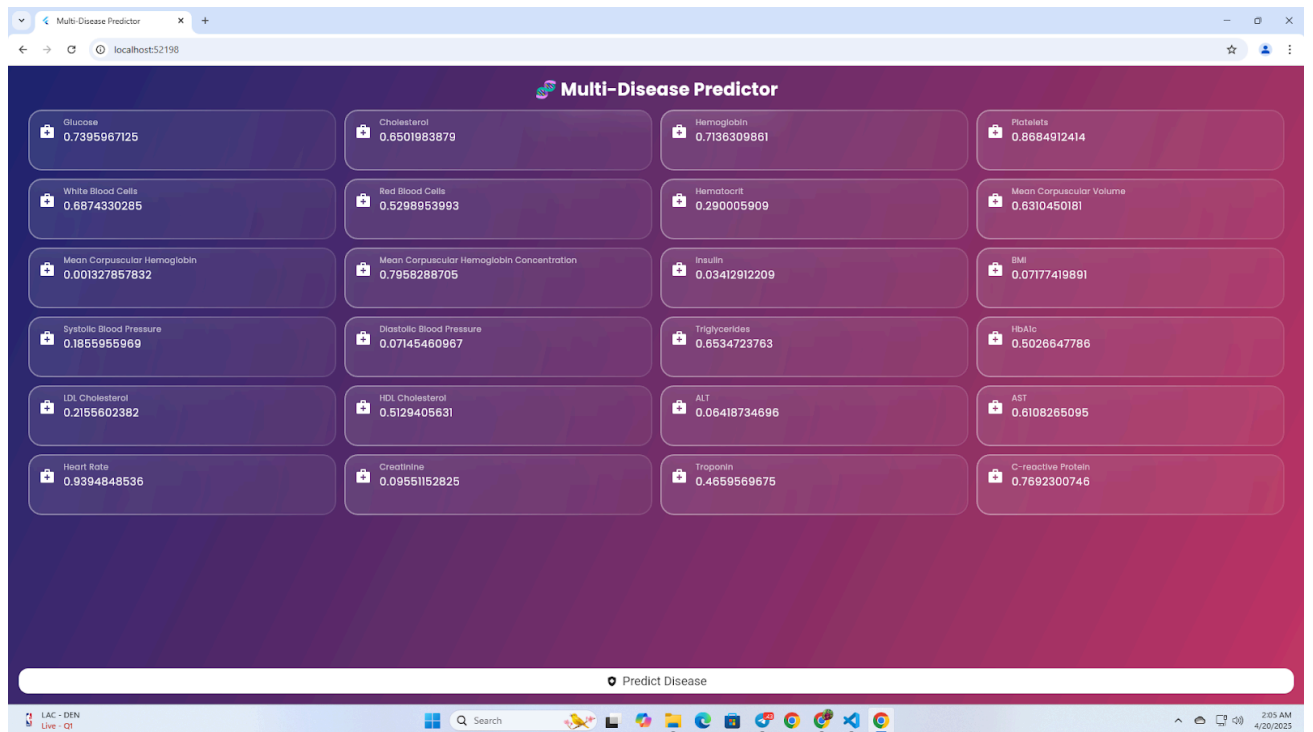 Multi-Disease Predictor
localhost:52198
Multi-Disease Predictor
Glucose
0.7395967125
Cholesterol
0.6501983879
Hemoglobin
0.7136309861
Platelets
0.8684912414
White Blood Cells
0.6874330285
Red Blood Cells
0.5298953993
Hematocrit
0.290005909
Mean Corpuscular Volume
0.6310450181
Mean Corpuscular Hemoglobin
0.001327857832
Mean Corpuscular Hemoglobin Concentration
0.7958288705
Insulin
0.03412912209
BMI
0.07177419891
Systolic Blood Pressure
0.1855955969
Diastolic Blood Pressure
0.07145460967
Triglycerides
0.6534723763
HbA1c
0.5026647786
LDL Cholesterol
0.2155602382
HDL Cholesterol
0.5129405631
ALT
0.06418734696
AST
0.6108265095
Heart Rate
0.9394848536
Creatinine
0.09551152825
Troponin
0.4659569675
C-reactive Protein
0.7692300746
Predict Disease
LAC - DEN
Live - Q1
Search
2:05 AM
4/20/2025